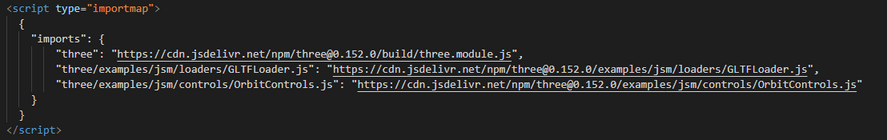 <script type="importmap">
  {
    "imports": {
      "three": "https://cdn.jsdelivr.net/npm/three@0.152.0/build/three.module.js",
      "three/examples/jsm/loaders/GLTFLoader.js": "https://cdn.jsdelivr.net/npm/three@0.152.0/examples/jsm/loaders/GLTFLoader.js",
      "three/examples/jsm/controls/OrbitControls.js": "https://cdn.jsdelivr.net/npm/three@0.152.0/examples/jsm/controls/OrbitControls.js"
    }
  }
</script>